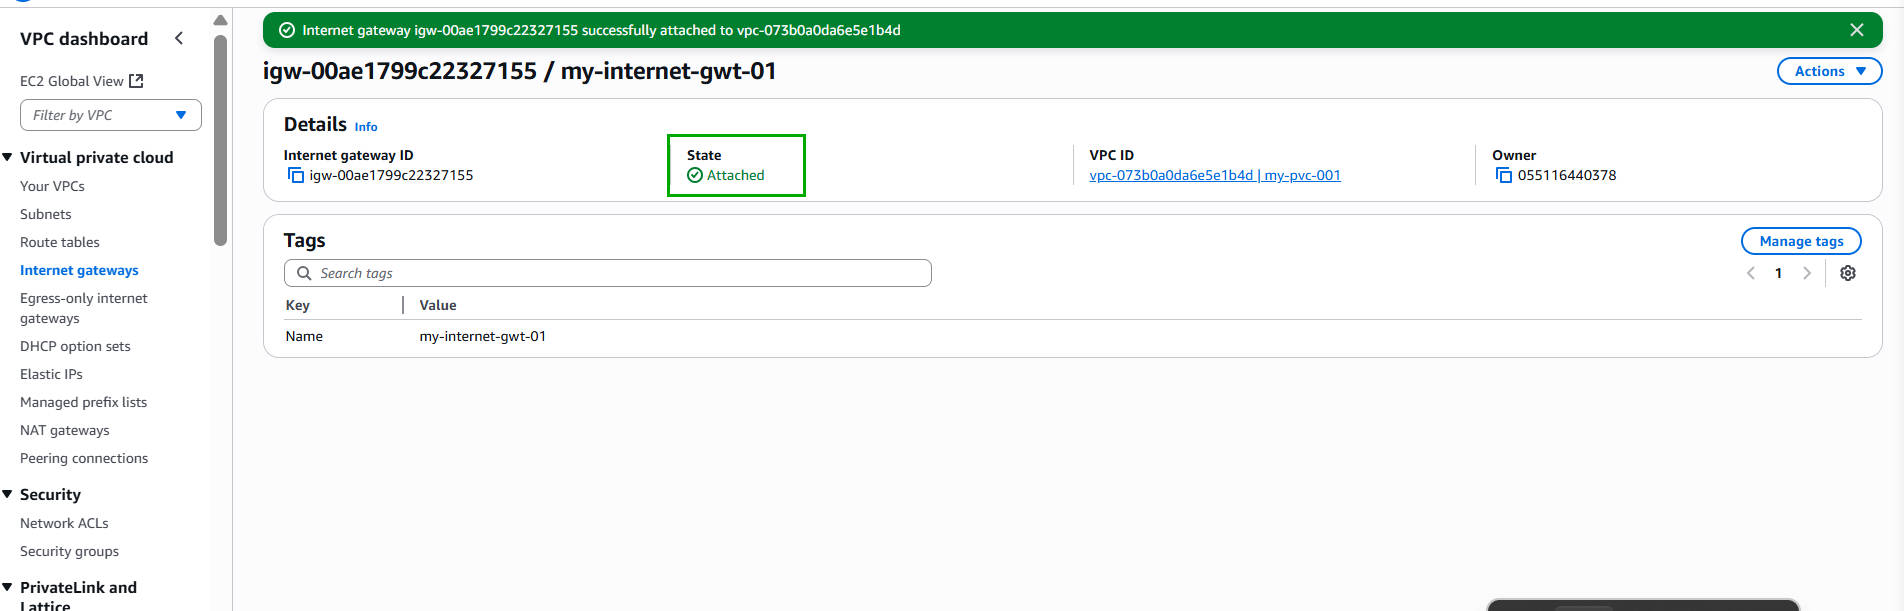 VPC dashboard
EC2 Global View
Filter by VPC
Virtual private cloud
Your VPCs
Subnets
Route tables
Internet gateways
Egress-only internet
gateways
DHCP option sets
Elastic IPs
Managed prefix lists
NAT gateways
Peering connections
Security
Network ACLs
Security groups
PrivateLink and
Lattice
Internet gateway igw-00ae1799c22327155 successfully attached to vpc-073b0a0da6e5e1b4d
igw-00ae1799c22327155 / my-internet-gwt-01
Actions
Details Info
Internet gateway ID
igw-00ae1799c22327155
State
Attached
VPC ID
vpc-073b0a0da6e5e1b4d | my-pvc-001
Owner
055116440378
Tags
Manage tags
Search tags
1
Key Value
Name my-internet-gwt-01